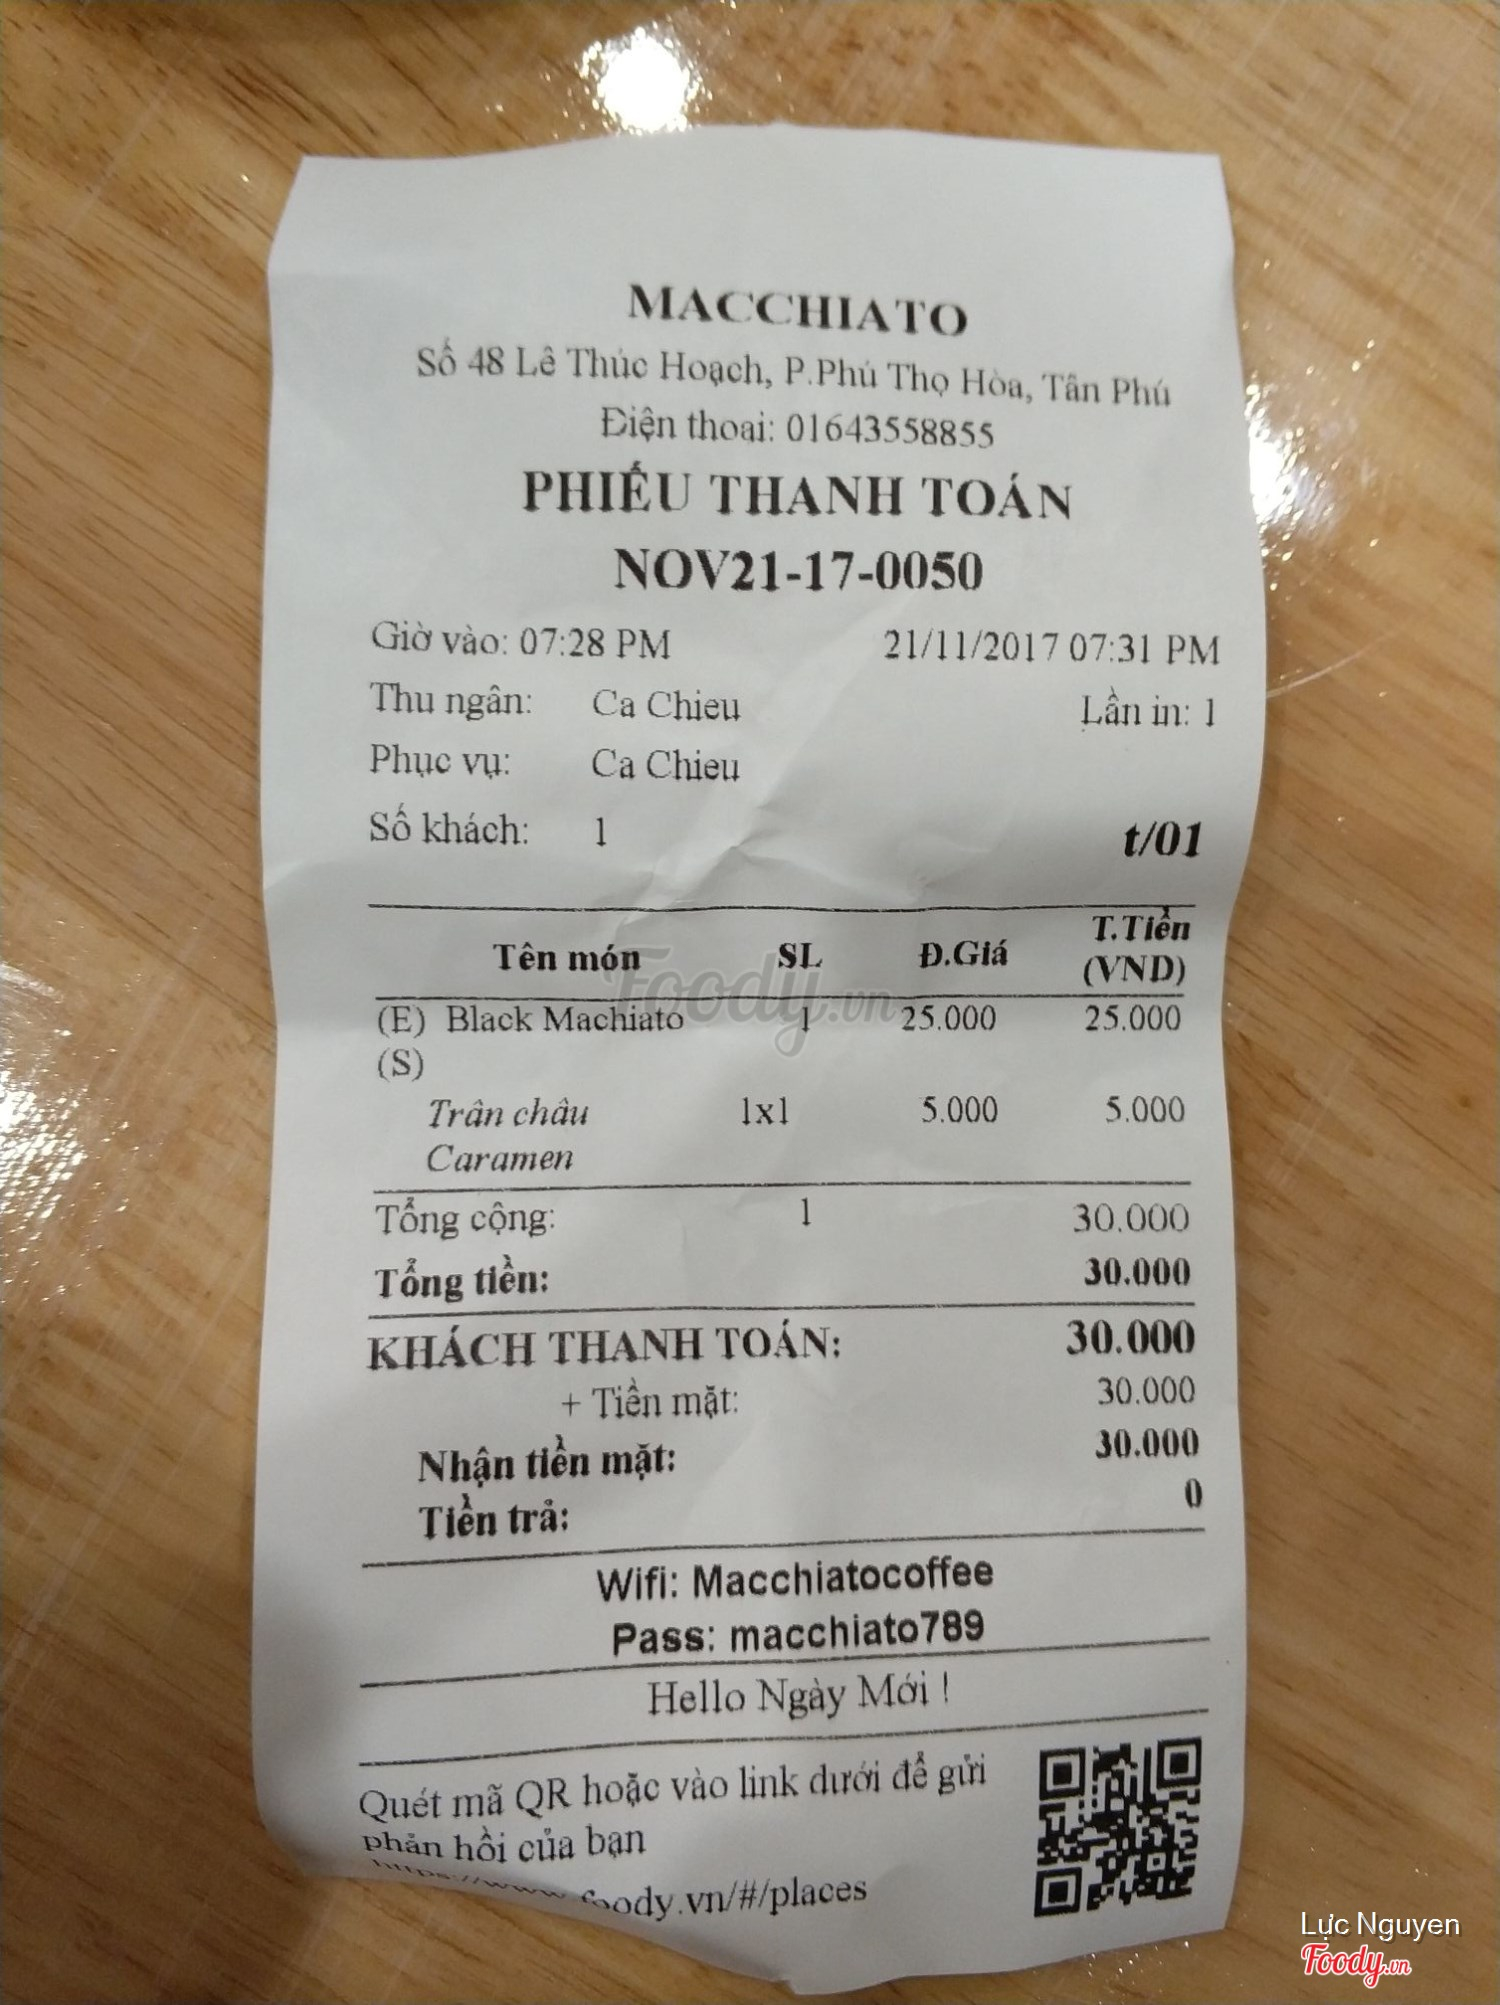 MACCHIATO
Số 48 Lê Thúc Hoạch, P.Phú Thọ Hòa, Tân Phú
Điện thoại: 01643558855
PHIẾU THANH TOÁN
NOV21-17-0050
Giờ vào: 07:28 PM 21/11/2017 07:31 PM
Thu ngân: Ca Chieu Lần in: 1
Phục vụ: Ca Chieu
Số khách: 1 t/01
Tên món SL Đ.Giá T.Tiền (VND)
(E) Black Machiato 1 25.000 25.000
(S)
Trân châu 1x1 5.000 5.000
Caramen
Tổng cộng: 1 30.000
Tổng tiền: 30.000
KHÁCH THANH TOÁN: 30.000
+ Tiền mặt: 30.000
Nhận tiền mặt: 30.000
Tiền trả: 0
Wifi: Macchiatocoffee
Pass: macchiato789
Hello Ngày Mới !
Quét mã QR hoặc vào link dưới để gửi
phản hồi của bạn
https://www.foody.vn/#/places
Foody.vn
Lực Nguyen
Foody.vn